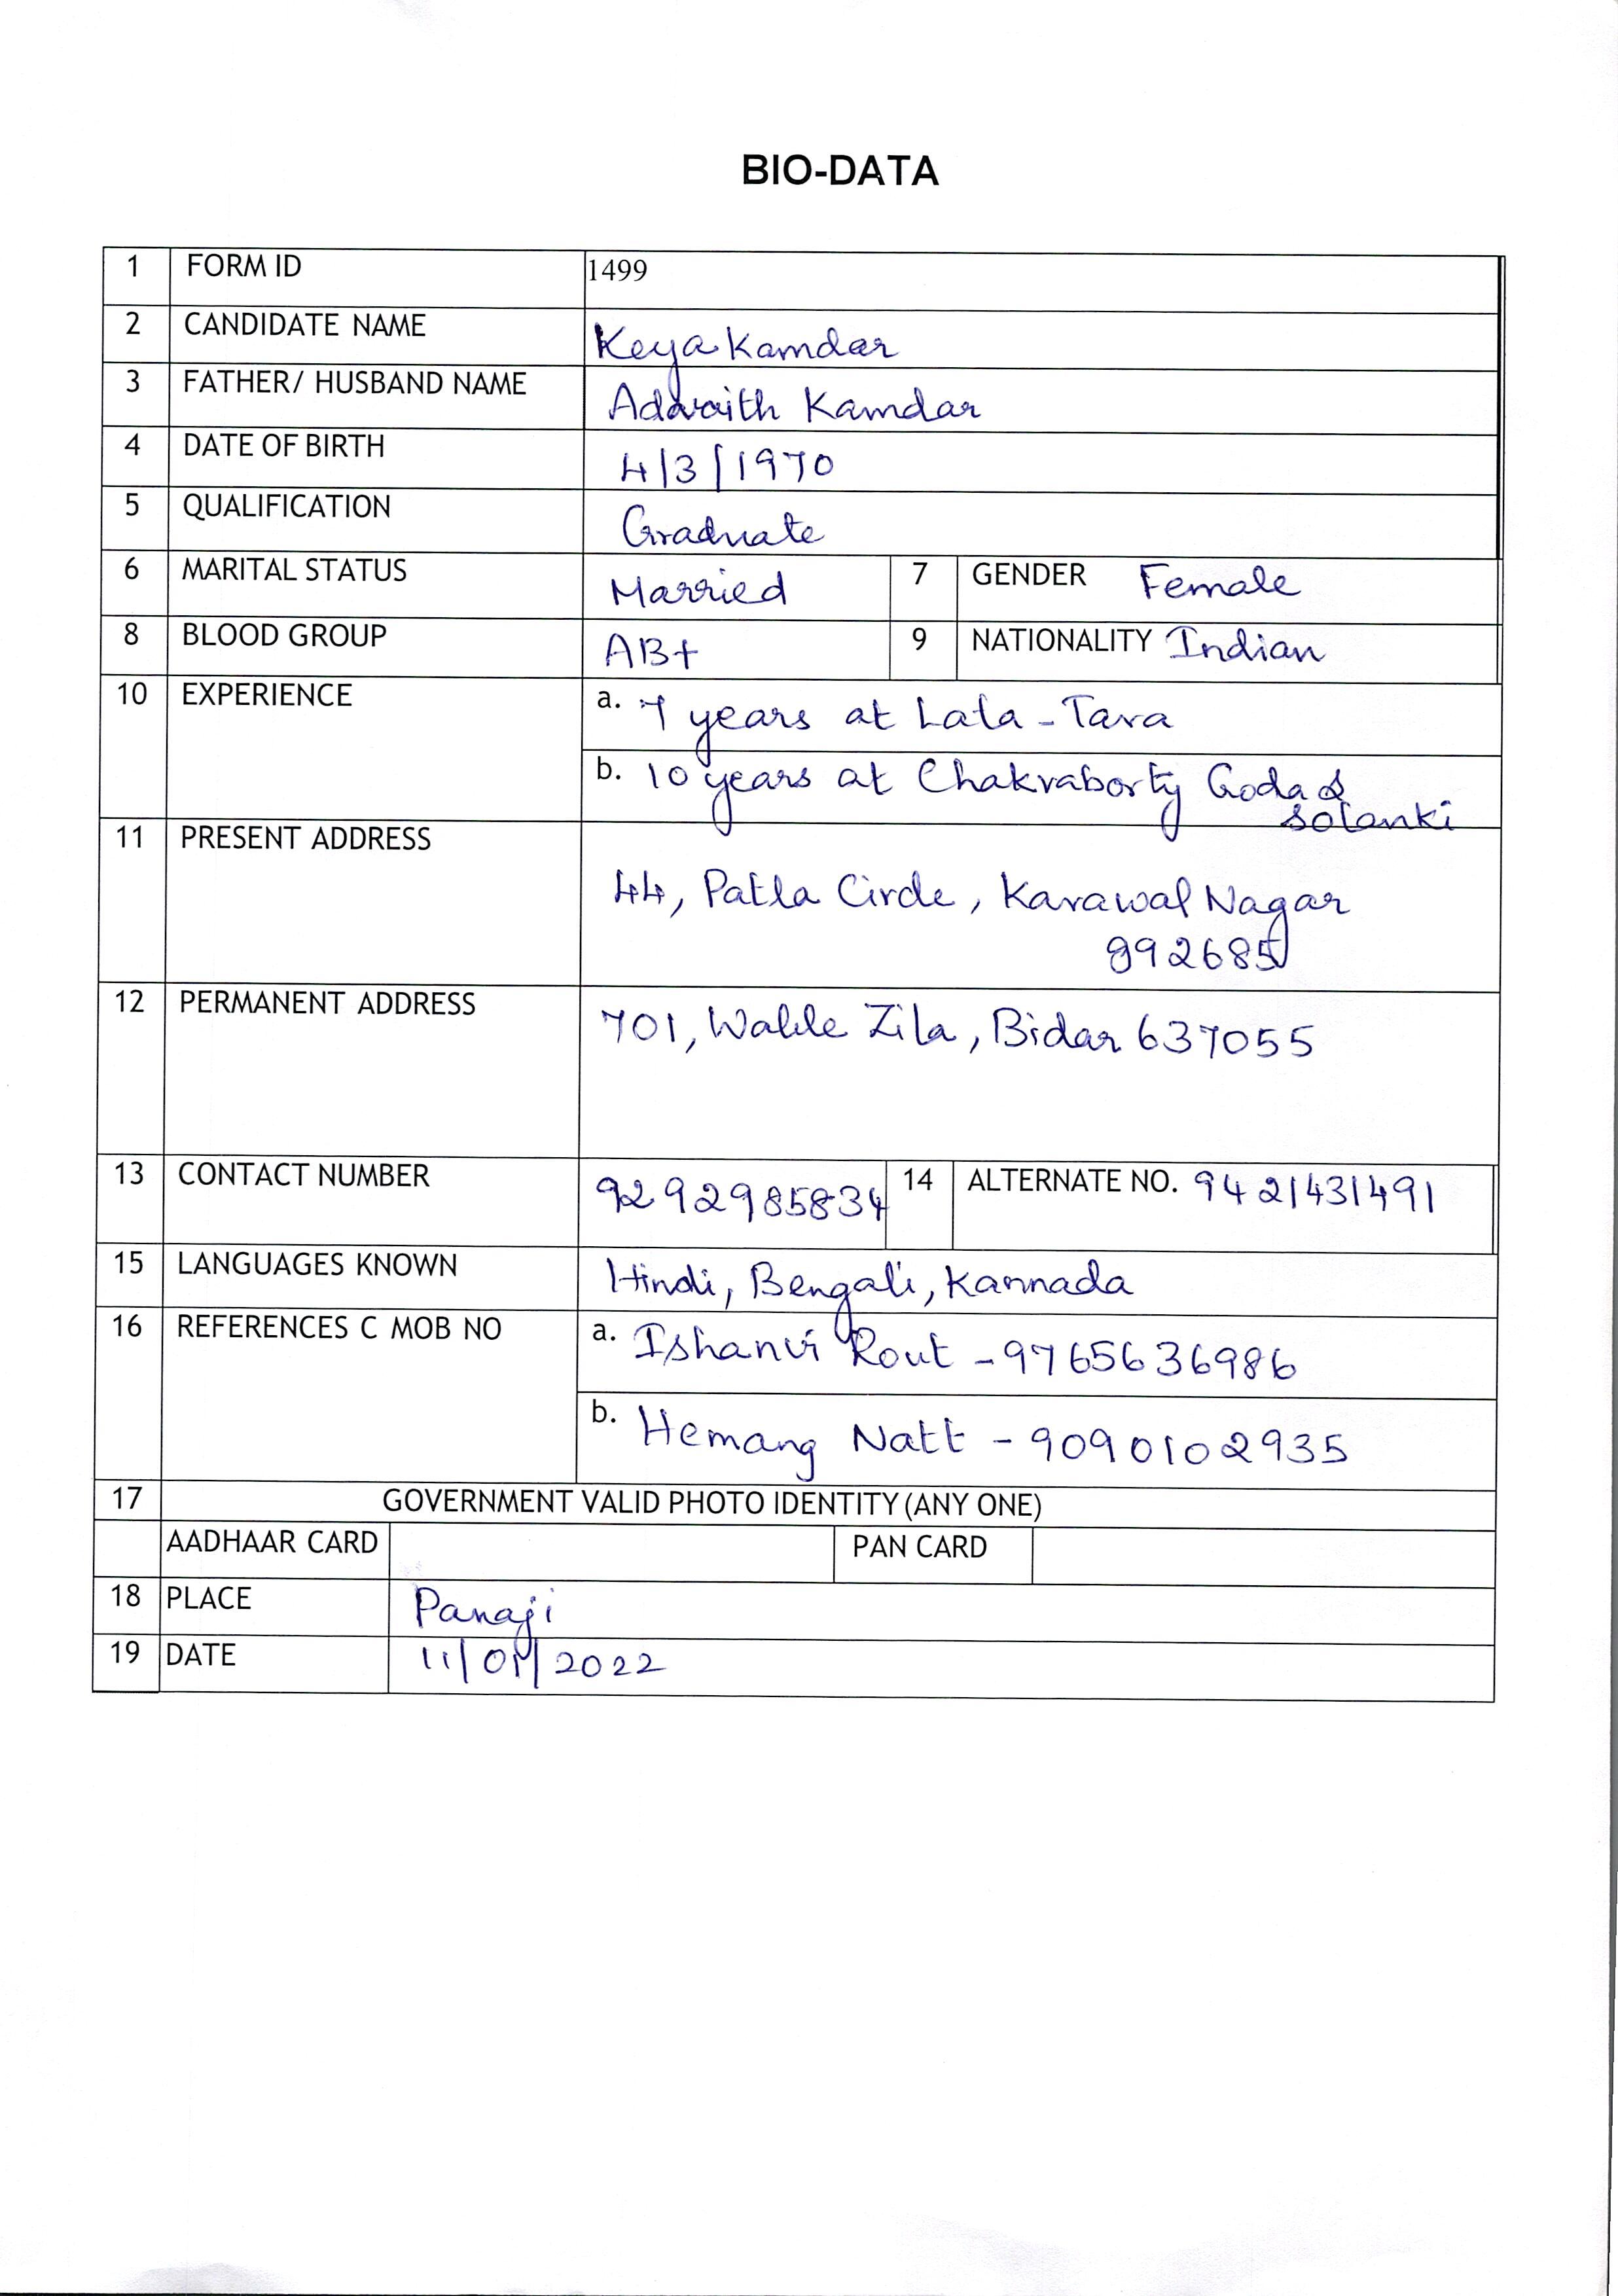 BIO-DATA
1 FORM ID 1499
2 CANDIDATE NAME Keya Kamdar
3 FATHER/ HUSBAND NAME Advaith Kamdar
4 DATE OF BIRTH 4/3/1970
5 QUALIFICATION Graduate
6 MARITAL STATUS Married 7 GENDER Female
8 BLOOD GROUP AB+ 9 NATIONALITY Indian
10 EXPERIENCE a. 7 years at Lala-Tara
b. 10 years at Chakraborty Goda &
Solanki
11 PRESENT ADDRESS
44, Patla Circle, Karawal Nagar
992685
12 PERMANENT ADDRESS 701, Walle Zila, Bidar 637055
13 CONTACT NUMBER 9292985834 14 ALTERNATE NO. 9421431491
15 LANGUAGES KNOWN Hindi, Bengali, Kannada
16 REFERENCES C MOB NO a. Ishanvi Rout - 9765636986
b. Hemang Natt - 9090102935
17 GOVERNMENT VALID PHOTO IDENTITY (ANY ONE)
AADHAAR CARD PAN CARD
18 PLACE Panaji
19 DATE 11/01/2022